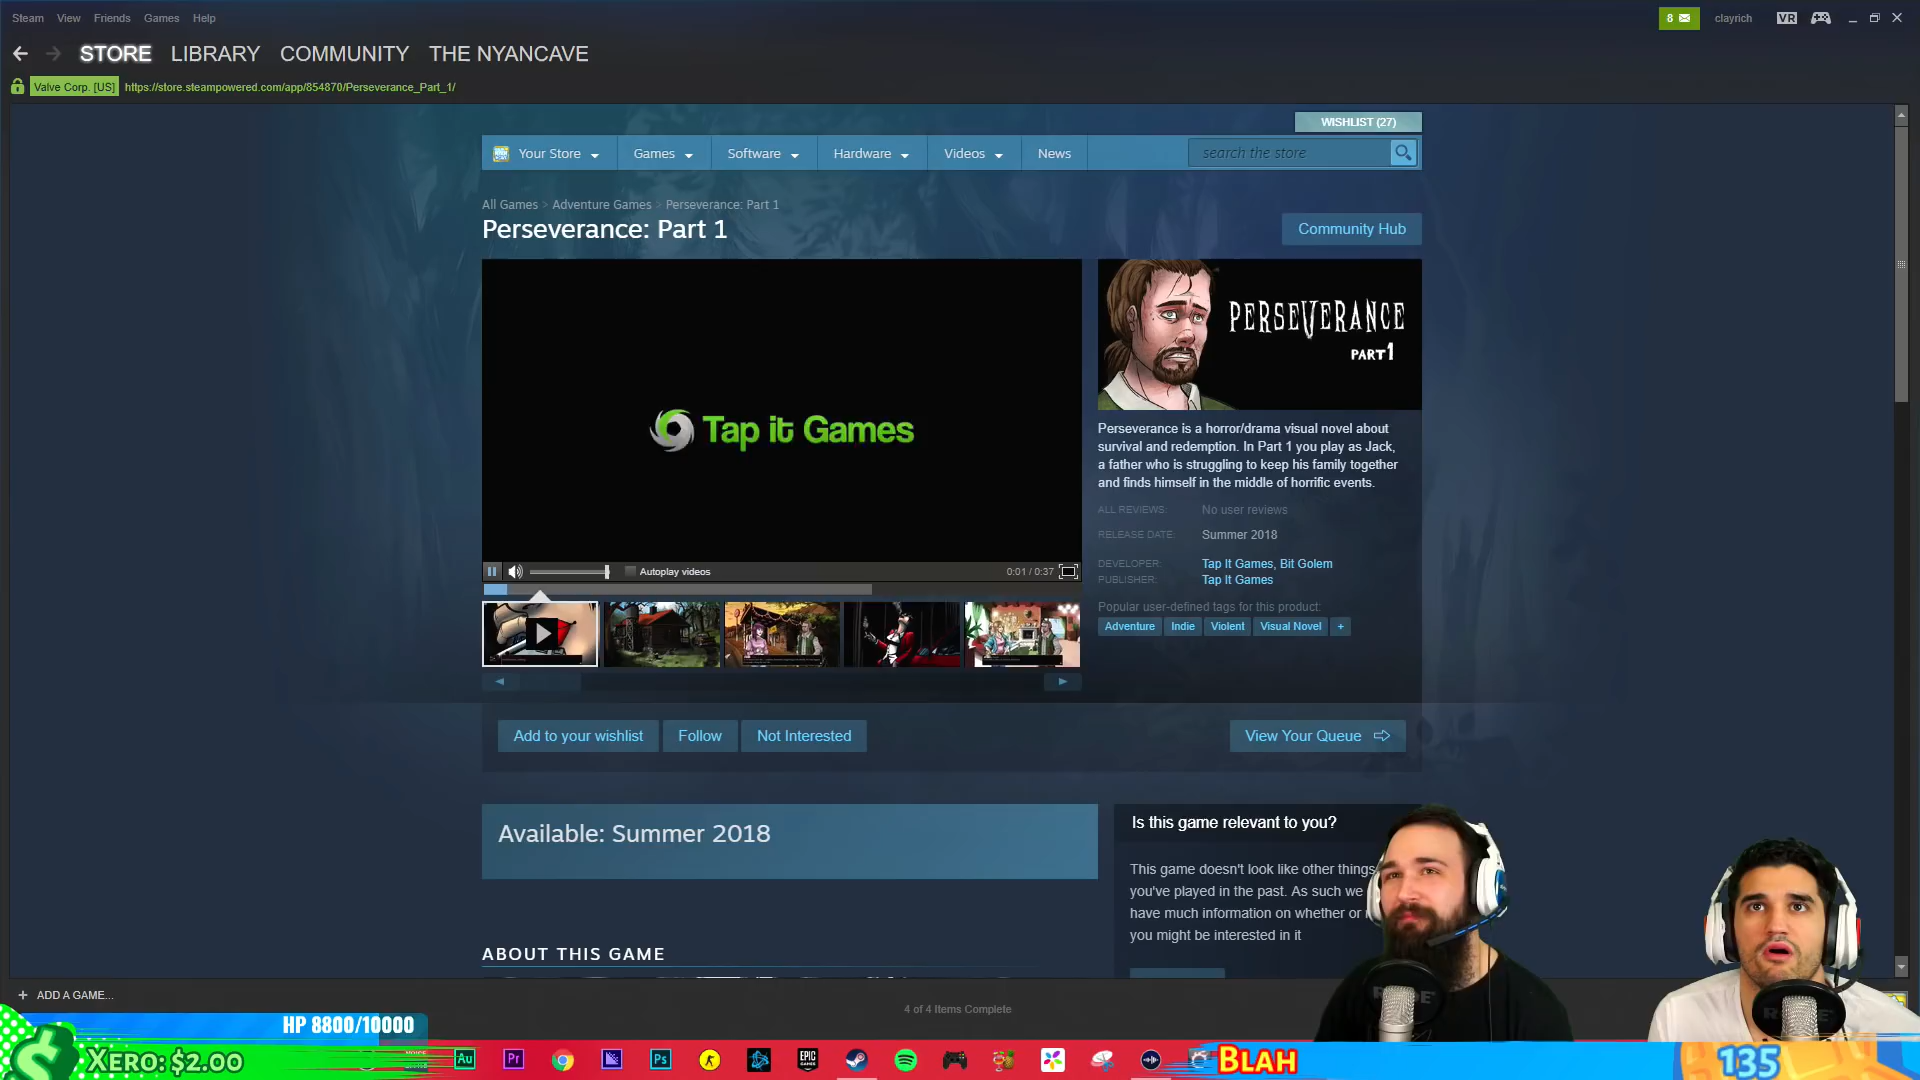 Steam View Friends Games Help
8
clayrich
VR
STORE LIBRARY COMMUNITY THE NYANCAVE
Valve Corp. [US] https://store.steampowered.com/app/854870/Perseverance_Part_1/
WISHLIST (27)
Your Store Games Software Hardware Videos News
search the store
All Games > Adventure Games > Perseverance: Part 1
Perseverance: Part 1
Community Hub
Tap it Games
PERSEVERANCE
PART 1
Perseverance is a horror/drama visual novel about
survival and redemption. In Part 1 you play as Jack,
a father who is struggling to keep his family together
and finds himself in the middle of horrific events.
ALL REVIEWS: No user reviews
RELEASE DATE: Summer 2018
DEVELOPER: Tap It Games, Bit Golem
PUBLISHER: Tap It Games
Popular user-defined tags for this product:
Adventure Indie Violent Visual Novel +
Autoplay videos
0:01 / 0:37
Add to your wishlist Follow Not Interested
View Your Queue
Available: Summer 2018
Is this game relevant to you?
This game doesn't look like other things
you've played in the past. As such we
have much information on whether or
you might be interested in it
ABOUT THIS GAME
+ ADD A GAME...
4 of 4 Items Complete
HP 8800/10000
XERO: $2.00
Au Pr Ps
EPIC GAMES
BLAH
135